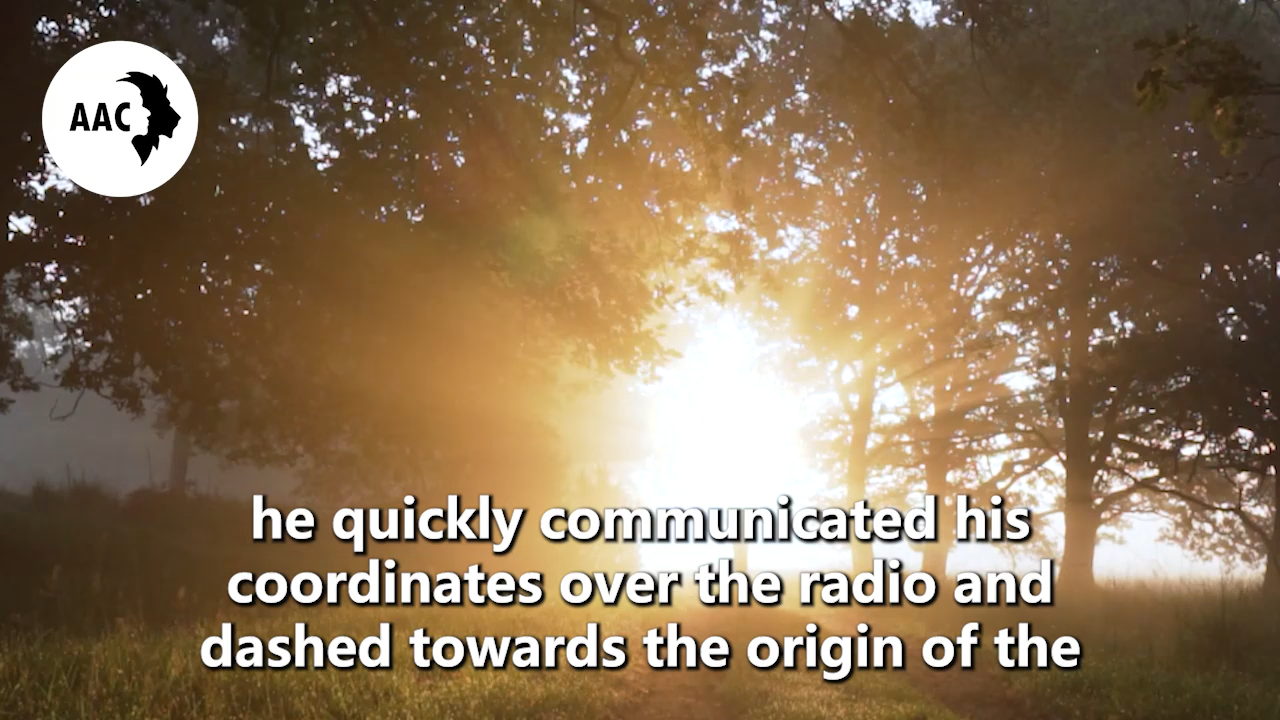 AAC
he quickly communicated his
coordinates over the radio and
dashed towards the origin of the